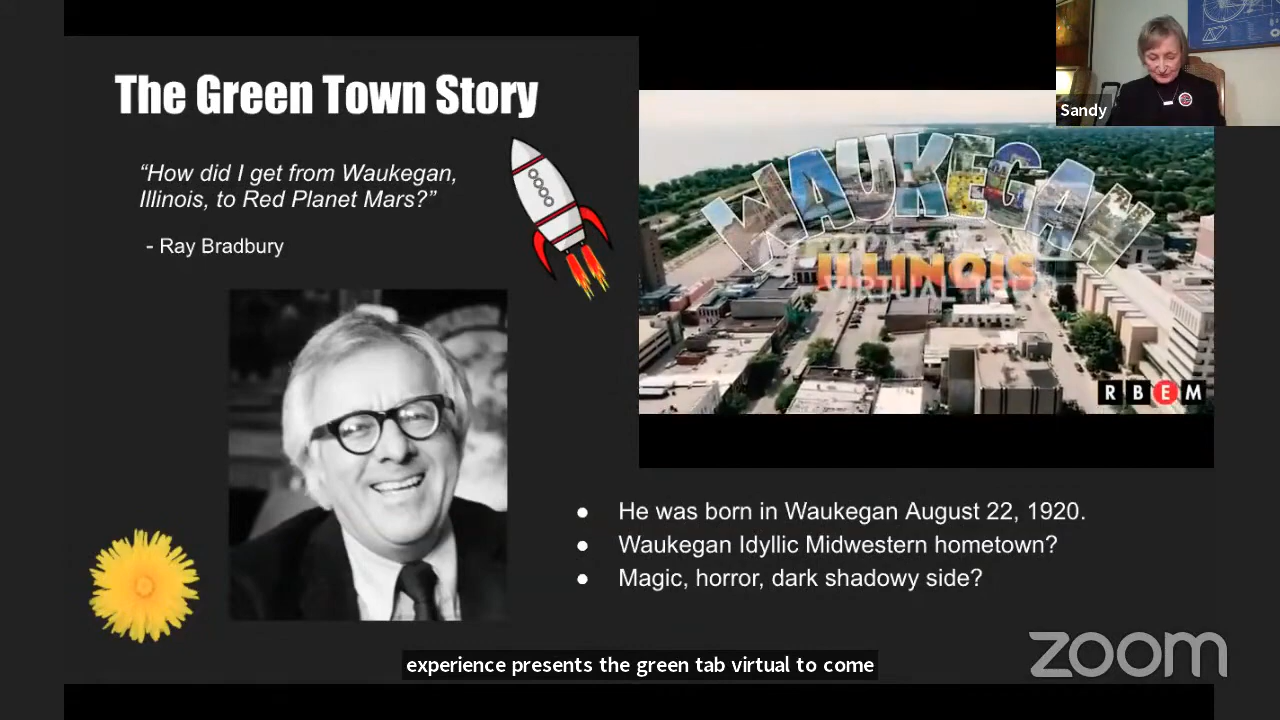 The Green Town Story
“How did I get from Waukegan,
Illinois, to Red Planet Mars?”
- Ray Bradbury
Sandy
WAUKEGAN
ILLINOIS
VIRTUAL
RBEM
● He was born in Waukegan August 22, 1920.
● Waukegan Idyllic Midwestern hometown?
● Magic, horror, dark shadowy side?
experience presents the green tab virtual to come
zoom